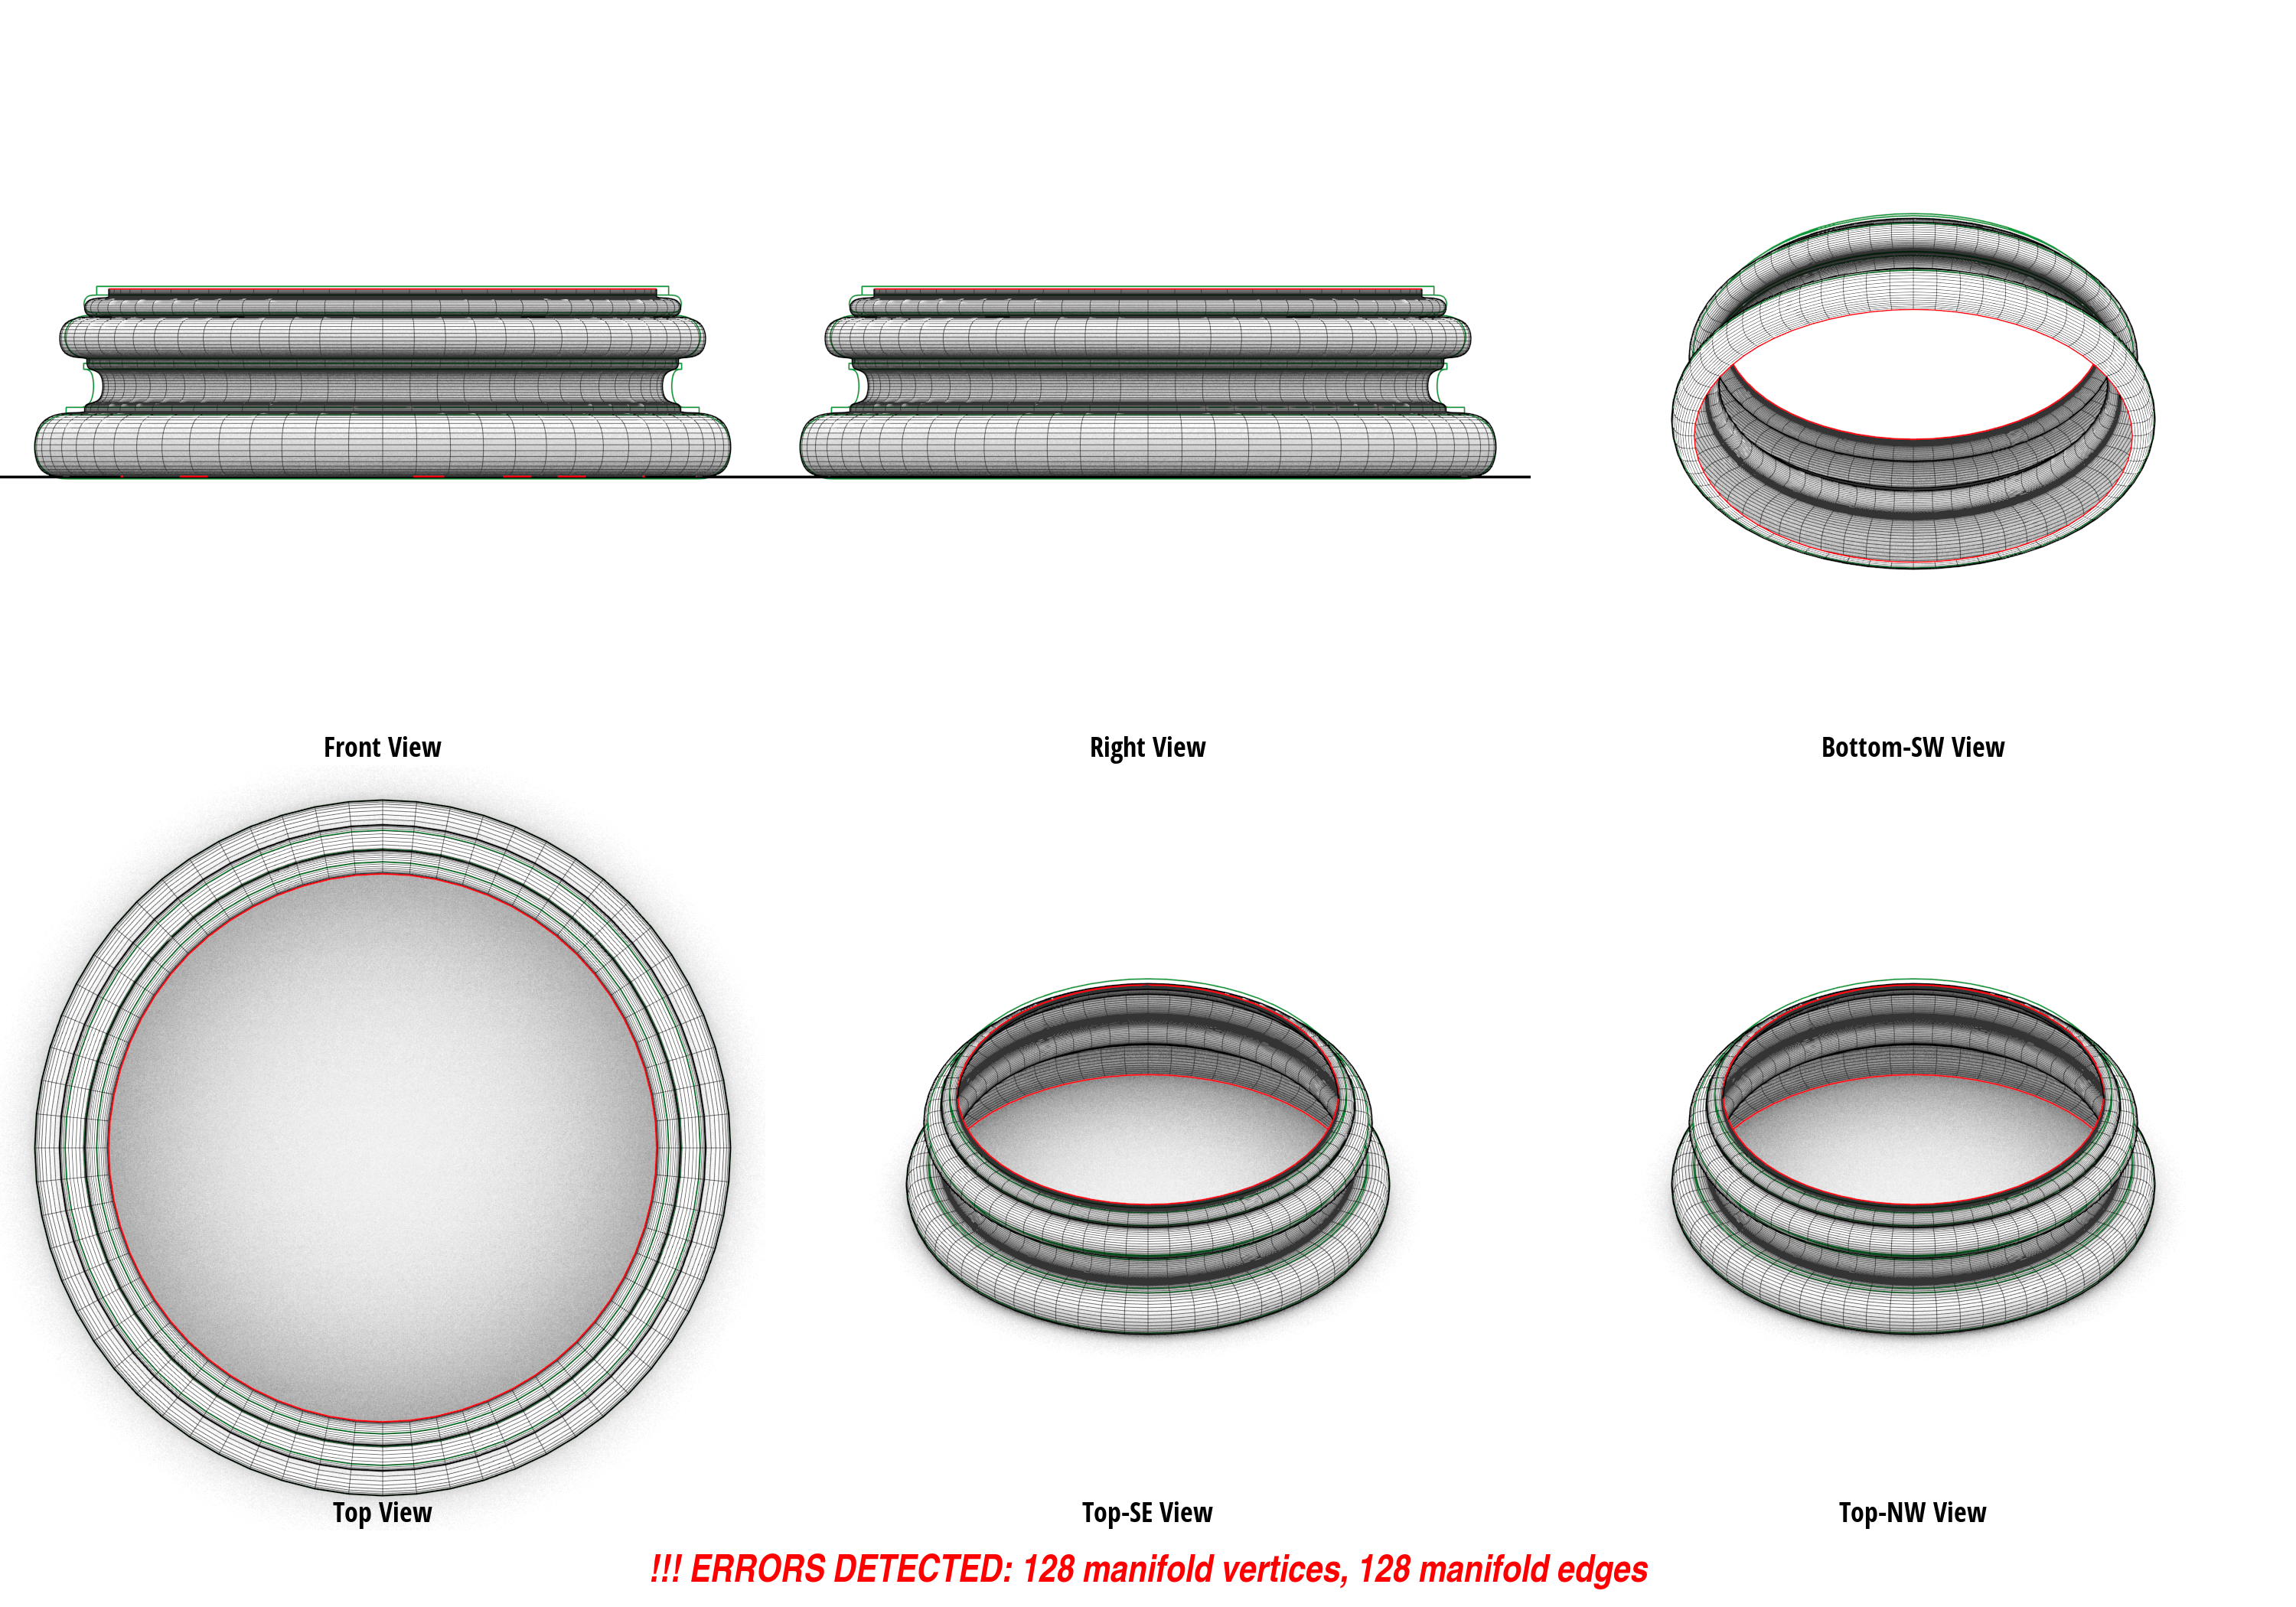 Front View
Right View
Bottom-SW View
Top View
Top-SE View
Top-NW View
!!! ERRORS DETECTED: 128 manifold vertices, 128 manifold edges